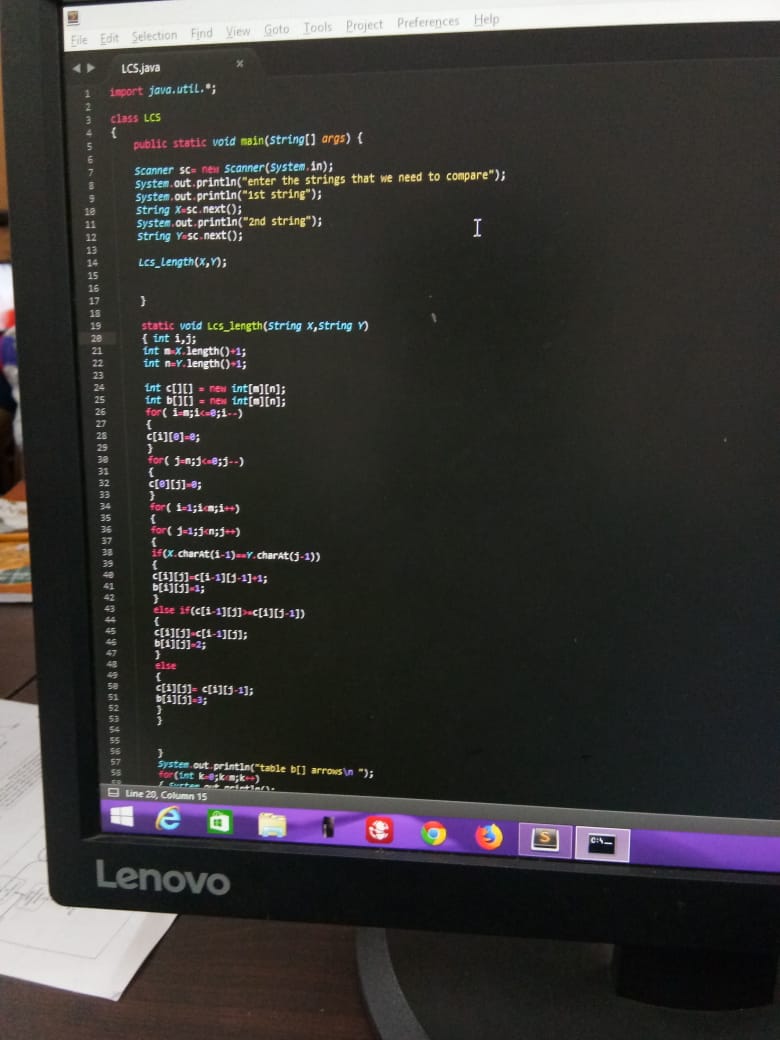 File Edit Selection Find View Goto Tools Project Preferences Help
LCS.java ×
1 import java.util.*;
2
3 class LCS
4 {
5 public static void main(String[] args) {
6
7 Scanner sc= new Scanner(System.in);
8 System.out.println("enter the strings that we need to compare");
9 System.out.println("1st string");
10 String X=sc.next();
11 System.out.println("2nd string");
12 String Y=sc.next();
13
14 Lcs_length(X,Y);
15
16
17 }
18
19 static void Lcs_length(String X,String Y)
20 { int i,j;
21 int m=X.length()+1;
22 int n=Y.length()+1;
23
24 int c[][] = new int[m][n];
25 int b[][] = new int[m][n];
26 for( i=m;i<=0;i--)
27 {
28 c[i][0]=0;
29 }
30 for( j=n;j<=0;j--)
31 {
32 c[0][j]=0;
33 }
34 for( i=1;i<m;i++)
35 {
36 for( j=1;j<n;j++)
37 {
38 if(X.charAt(i-1)==Y.charAt(j-1))
39 {
40 c[i][j]=c[i-1][j-1]+1;
41 b[i][j]=1;
42 }
43 else if(c[i-1][j]>=c[i][j-1])
44 {
45 c[i][j]=c[i-1][j];
46 b[i][j]=2;
47 }
48 else
49 {
50 c[i][j]= c[i][j-1];
51 b[i][j]=3;
52 }
53 }
54
55
56 }
57 System.out.println("table b[] arrows\n ");
58 for(int k=0;k<m;k++)
59 { System.out.println();
Line 20, Column 15
S C:\
Lenovo